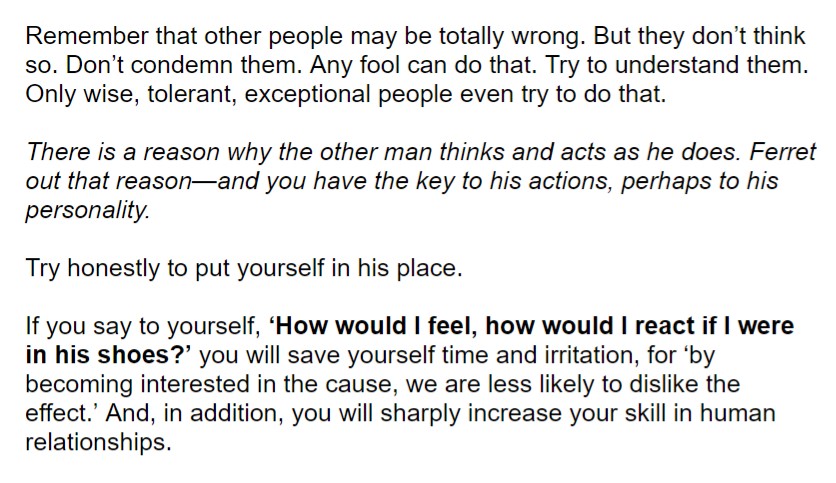 Remember that other people may be totally wrong. But they don’t think
so. Don’t condemn them. Any fool can do that. Try to understand them.
Only wise, tolerant, exceptional people even try to do that.
There is a reason why the other man thinks and acts as he does. Ferret
out that reason—and you have the key to his actions, perhaps to his
personality.
Try honestly to put yourself in his place.
If you say to yourself, ‘How would I feel, how would I react if I were
in his shoes?’ you will save yourself time and irritation, for ‘by
becoming interested in the cause, we are less likely to dislike the
effect.’ And, in addition, you will sharply increase your skill in human
relationships.